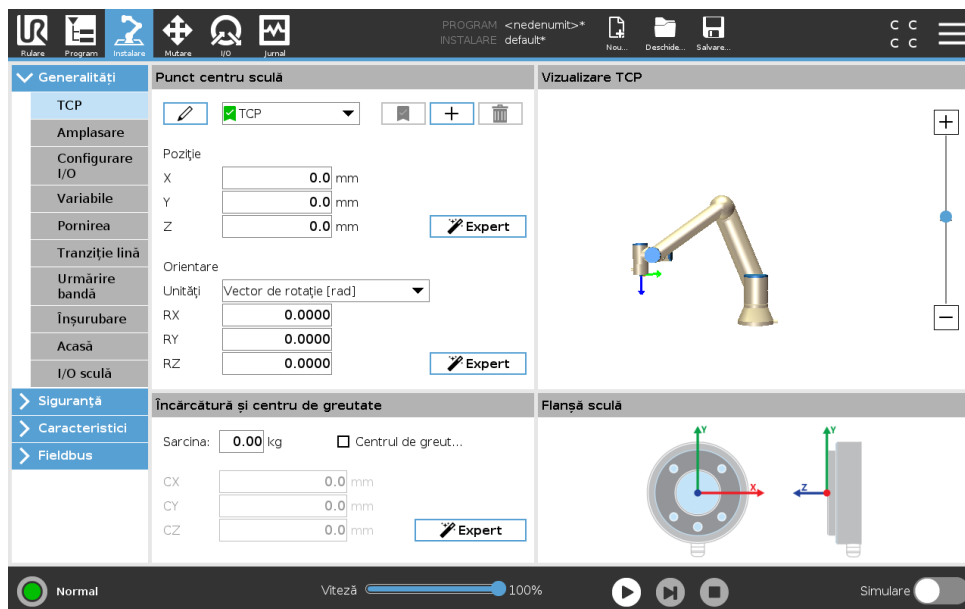 PROGRAM <nedenumit>*
INSTALARE default*
Rulare Program Instalare Mutare I/O Jurnal Nou... Deschide... Salvare...
C C
C C
Generalități
TCP
Amplasare
Configurare
I/O
Variabile
Pornirea
Tranziție lină
Urmărire
bandă
Înșurubare
Acasă
I/O sculă
Siguranță
Caracteristici
Fieldbus
Punct centru sculă
TCP
Poziție
X 0.0 mm
Y 0.0 mm
Z 0.0 mm Expert
Orientare
Unități Vector de rotație [rad]
RX 0.0000
RY 0.0000
RZ 0.0000 Expert
Vizualizare TCP
Încărcătură și centru de greutate
Sarcina: 0.00 kg Centrul de greut...
CX 0.0 mm
CY 0.0 mm
CZ 0.0 mm Expert
Flanșă sculă
Y Y
X Z
Normal Viteză 100% Simulare